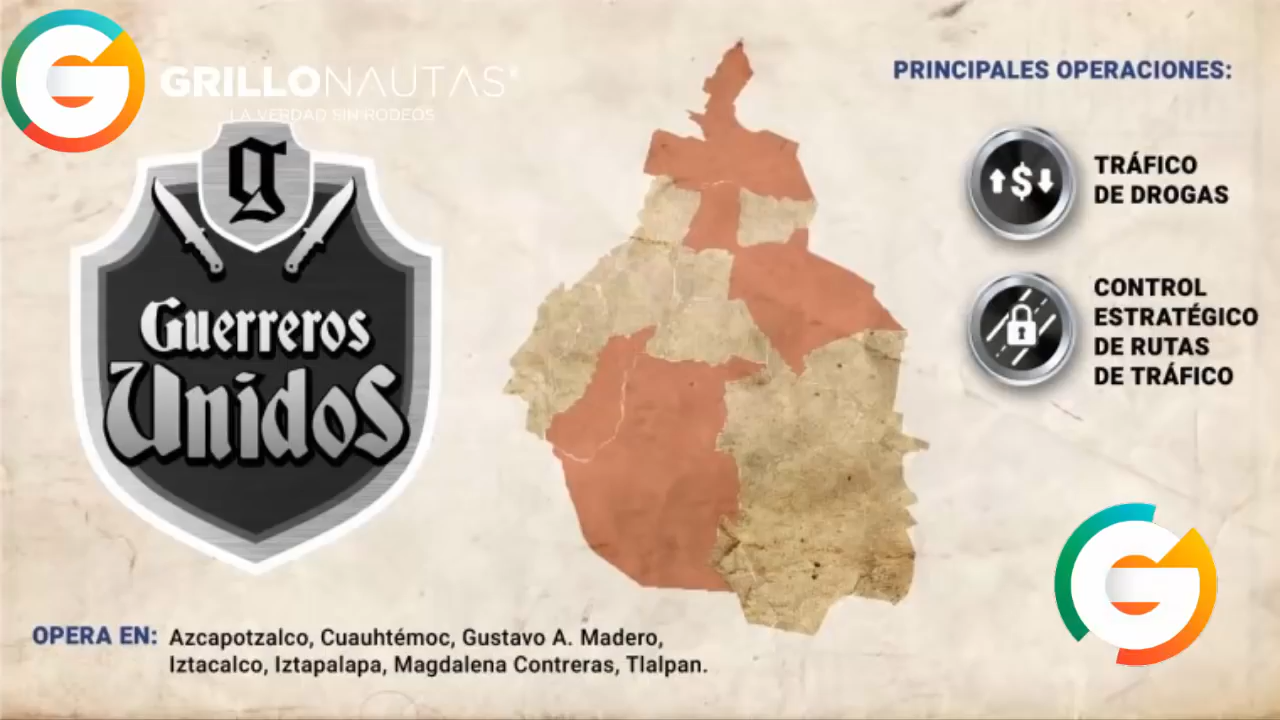 GRILLONAUTAS®
LA VERDAD SIN RODEOS
g
Guerreros
Unidos
PRINCIPALES OPERACIONES:
$
TRÁFICO
DE DROGAS
CONTROL
ESTRATÉGICO
DE RUTAS
DE TRÁFICO
OPERA EN: Azcapotzalco, Cuauhtémoc, Gustavo A. Madero,
Iztacalco, Iztapalapa, Magdalena Contreras, Tlalpan.
G
G